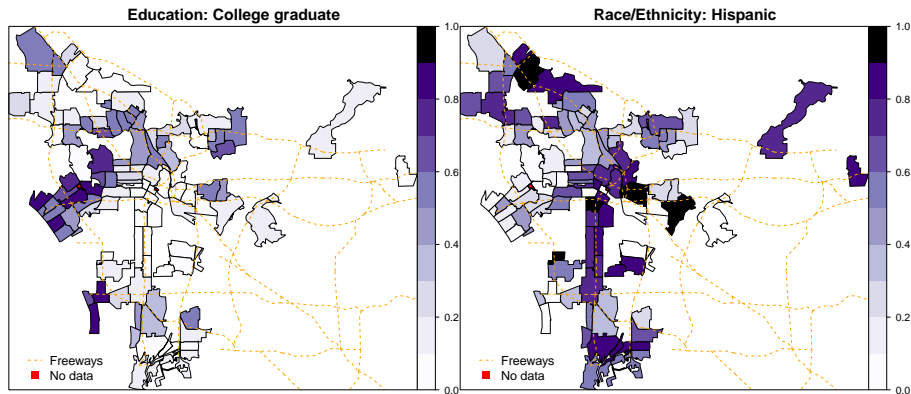 Education: College graduate
1.0
0.8
0.6
0.4
0.2
0.0
Freeways
No data
Race/Ethnicity: Hispanic
1.0
0.8
0.6
0.4
0.2
0.0
Freeways
No data